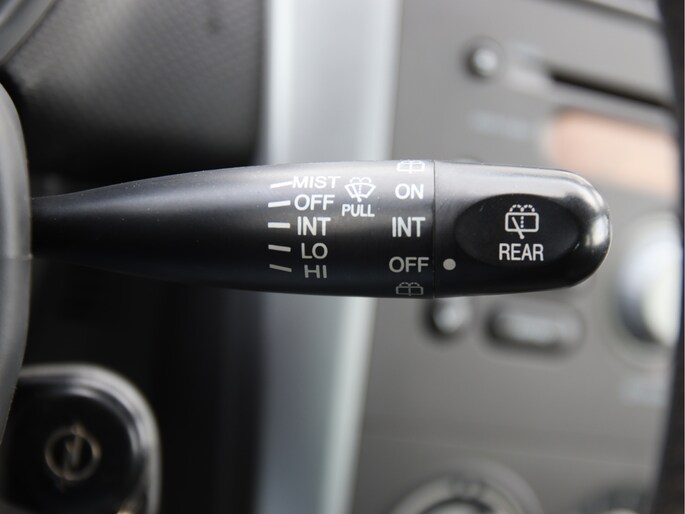 MIST
OFF
INT
LO
HI
PULL
ON
INT
OFF
REAR